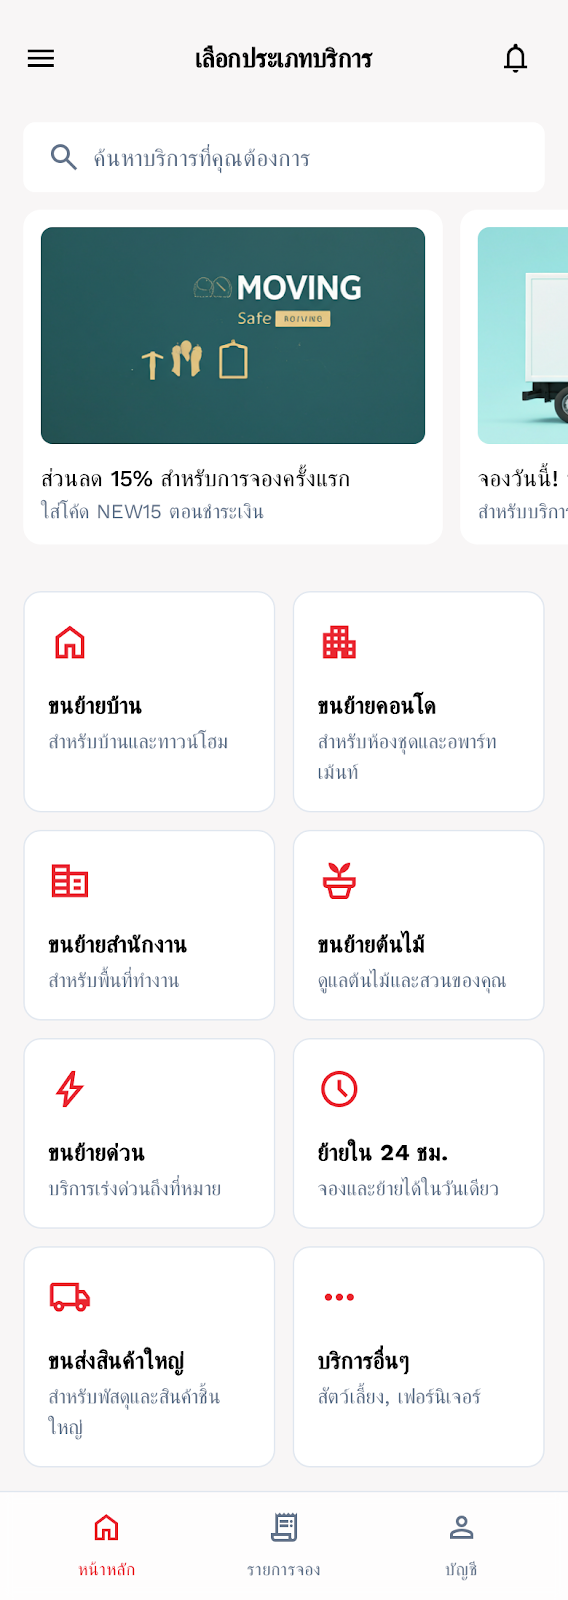 เลือกประเภทบริการ
ค้นหาบริการที่คุณต้องการ
MOVING
Safe
ส่วนลด 15% สำหรับการจองครั้งแรก
ใส่โค้ด NEW15 ตอนชำระเงิน
จองวันนี้!
สำหรับบริการ
ขนย้ายบ้าน
สำหรับบ้านและทาวน์โฮม
ขนย้ายคอนโด
สำหรับห้องชุดและอพาร์ท
เม้นท์
ขนย้ายสำนักงาน
สำหรับพื้นที่ทำงาน
ขนย้ายต้นไม้
ดูแลต้นไม้และสวนของคุณ
ขนย้ายด่วน
บริการเร่งด่วนถึงที่หมาย
ย้ายใน 24 ชม.
จองและย้ายได้ในวันเดียว
ขนส่งสินค้าใหญ่
สำหรับพัสดุและสินค้าชิ้น
ใหญ่
บริการอื่นๆ
สัตว์เลี้ยง, เฟอร์นิเจอร์
หน้าหลัก
รายการจอง
บัญชี